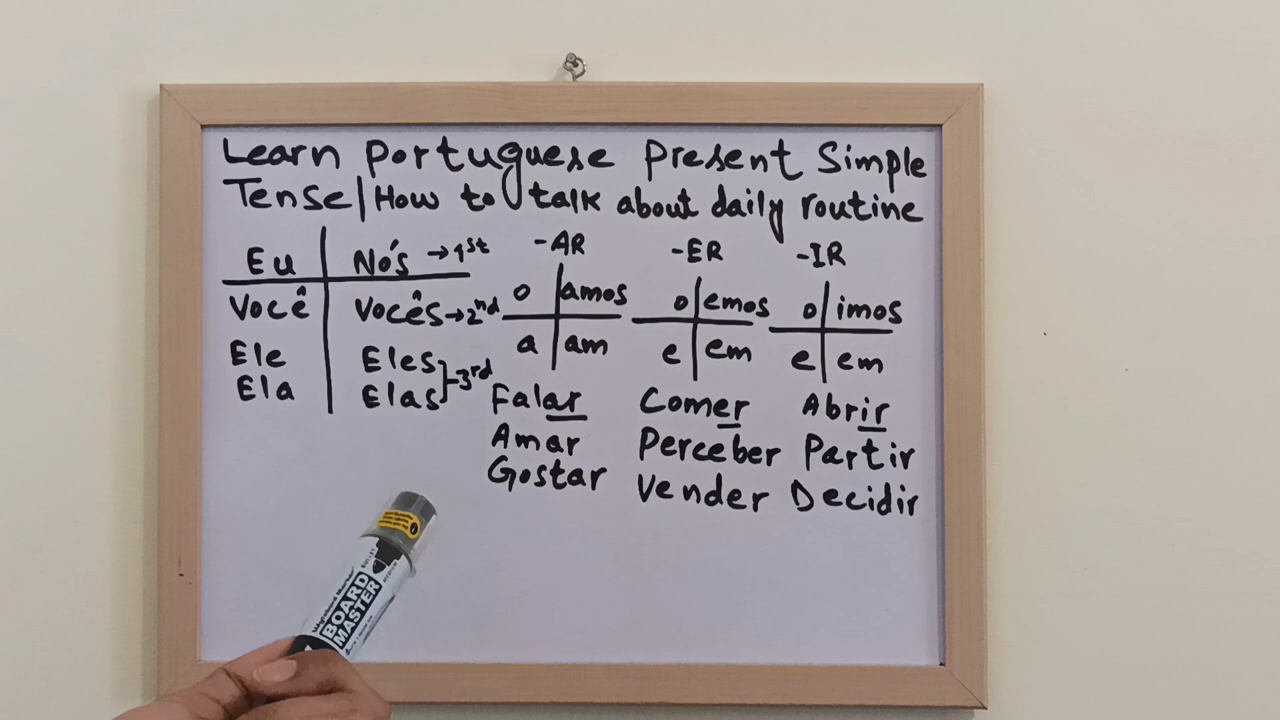 Learn Portuguese Present Simple
Tense | How to talk about daily routine
Eu Nós → 1st
Você Vocês → 2nd
Ele Eles
Ela Elas 3rd
-AR
o amos
a am
Falar
Amar
Gostar
-ER
o emos
e em
Comer
Perceber
Vender
-IR
o imos
e em
Abrir
Partir
Decidir
BOARD
MASTER